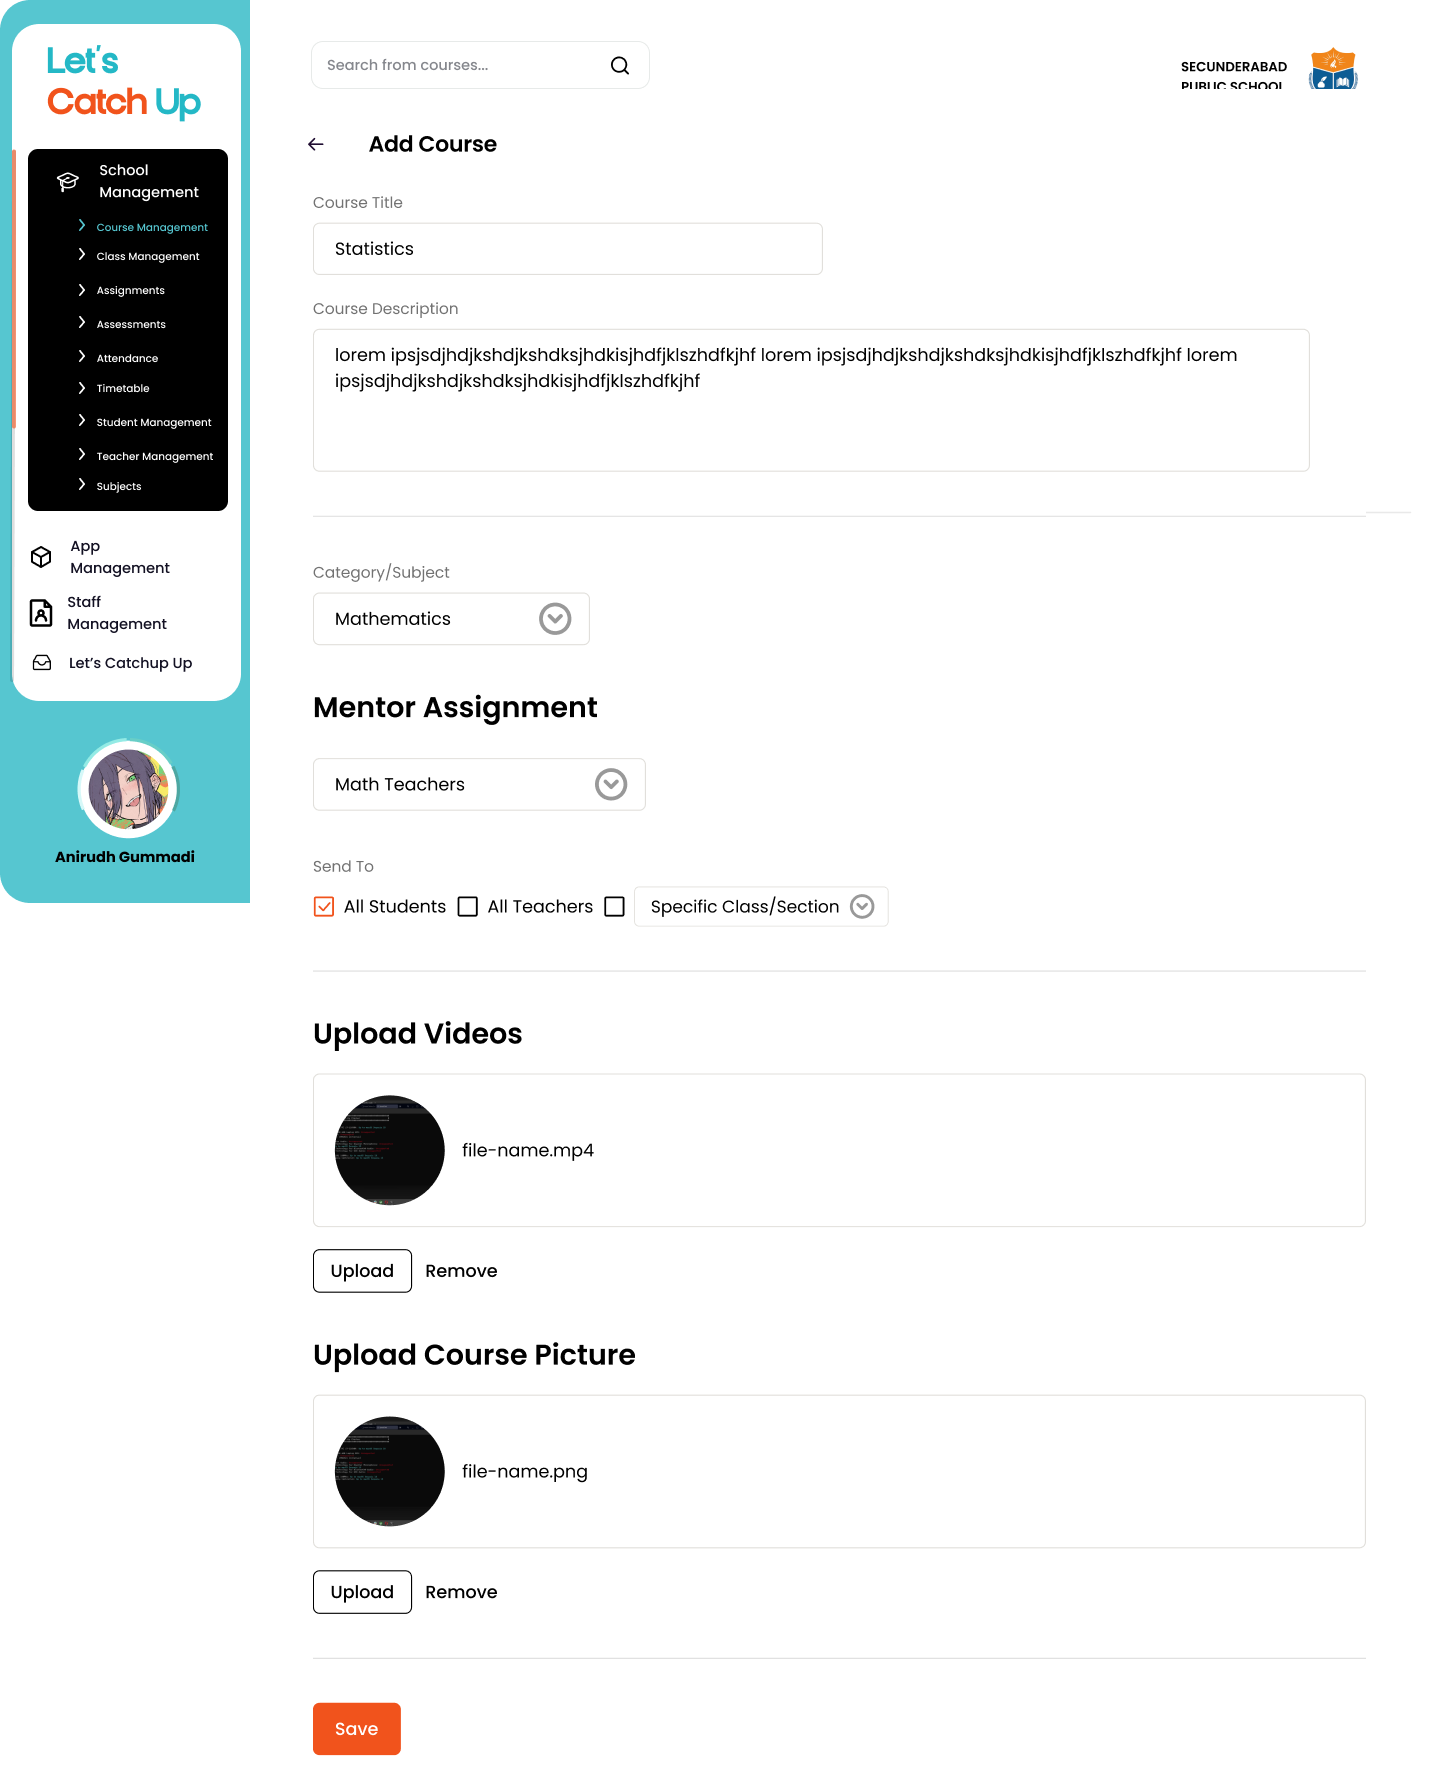 Let's
Catch Up
School
Management
Course Management
Class Management
Assignments
Assessments
Attendance
Timetable
Student Management
Teacher Management
Subjects
App
Management
Staff
Management
Let's Catchup Up
Anirudh Gummadi
Search from courses...
SECUNDERABAD
PUBLIC SCHOOL
Add Course
Course Title
Statistics
Course Description
lorem ipsjsdjhdjkshdjkshdksjhdkisjhdfjklszhdfkjhf lorem ipsjsdjhdjkshdjkshdksjhdkisjhdfjklszhdfkjhf lorem
ipsjsdjhdjkshdjkshdksjhdkisjhdfjklszhdfkjhf
Category/Subject
Mathematics
Mentor Assignment
Math Teachers
Send To
All Students All Teachers Specific Class/Section
Upload Videos
file-name.mp4
Upload Remove
Upload Course Picture
file-name.png
Upload Remove
Save